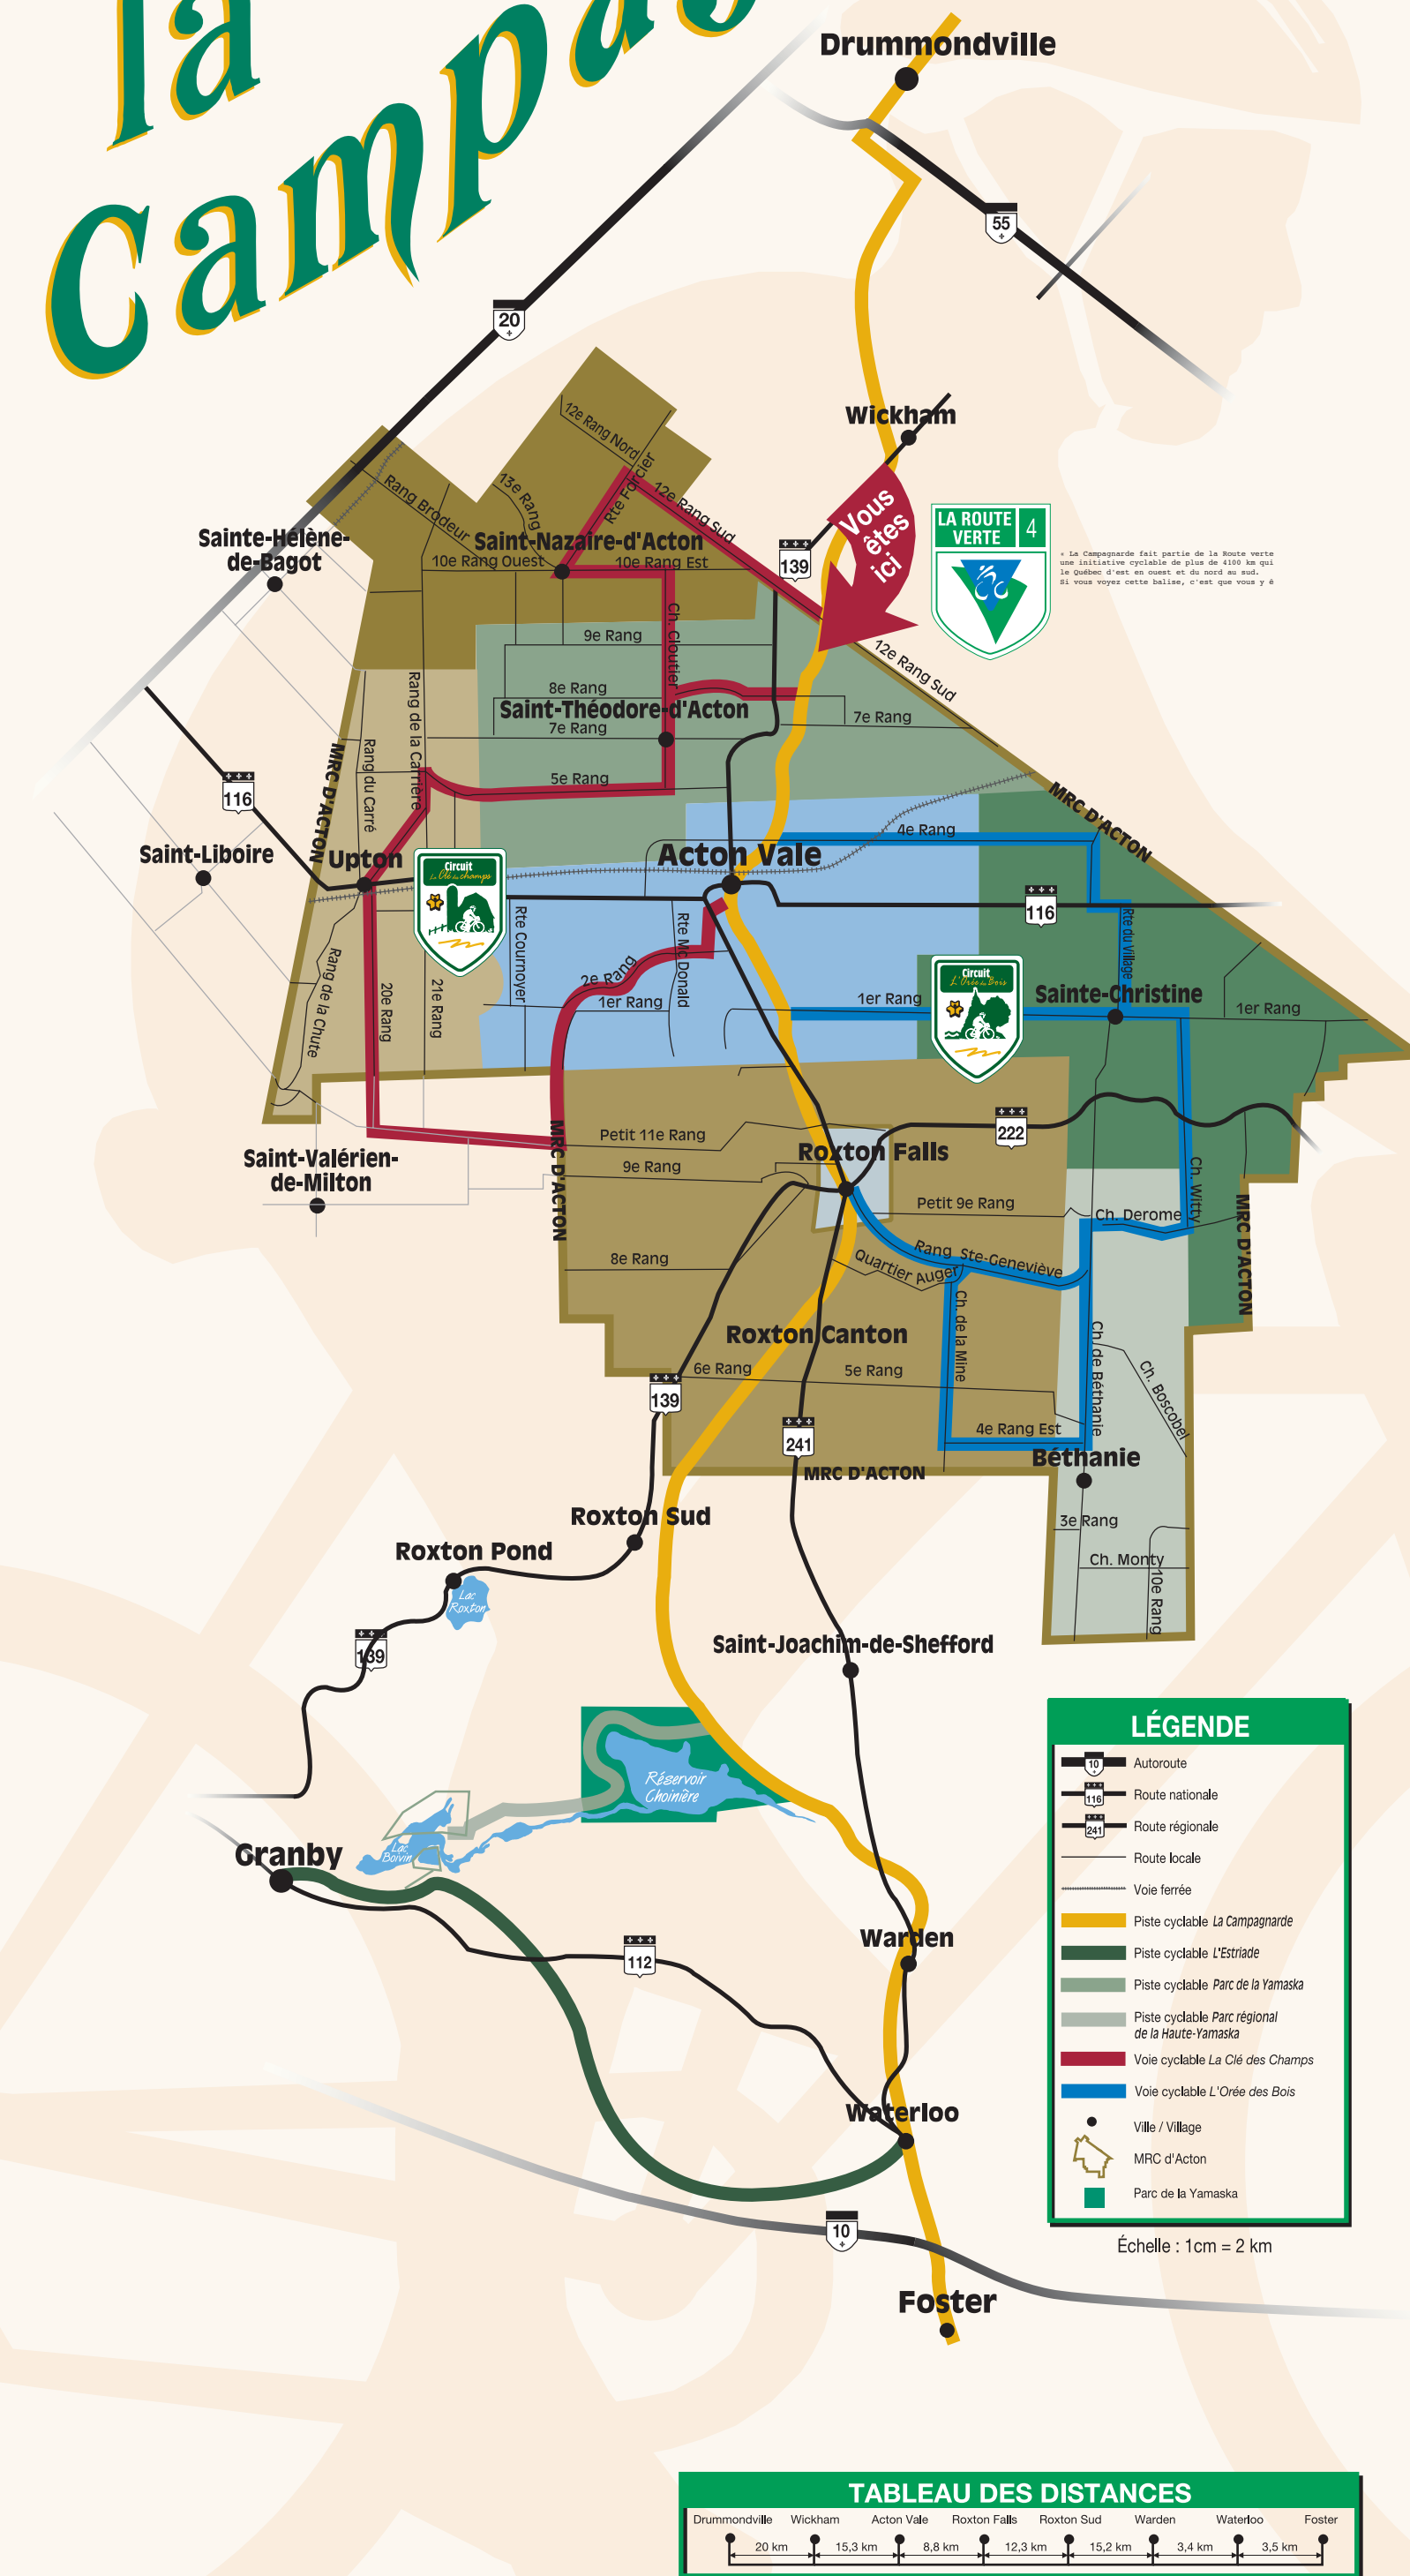 la
Campag
Drummondville
55
20
Wickham
12e Rang Nord
Rte Forcier
13e Rang
Rang Brodeur
12e Rang Sud
Vous
êtes
ici
LA ROUTE
VERTE
4
« La Campagnarde fait partie de la Route verte
une initiative cyclable de plus de 4100 km qui
le Québec d'est en ouest et du nord au sud.
Si vous voyez cette balise, c'est que vous y ê
Sainte-Hélène-
de-Bagot
Saint-Nazaire-d'Acton
10e Rang Ouest
10e Rang Est
139
Ch. Cloutier
9e Rang
12e Rang Sud
8e Rang
Saint-Théodore-d'Acton
7e Rang
7e Rang
Rang de la Carrière
Rang du Carré
MRC D'ACTON
5e Rang
116
MRC D'ACTON
4e Rang
Saint-Liboire
Upton
Acton Vale
Circuit
La Clé des champs
116
Rte du Village
Rte Cournoyer
Rte Mc Donald
2e Rang
1er Rang
1er Rang
Circuit
L'Orée des Bois
Sainte-Christine
1er Rang
Rang de la Chute
20e Rang
21e Rang
Petit 11e Rang
222
Roxton Falls
Saint-Valérien-
de-Milton
MRC D'ACTON
9e Rang
Petit 9e Rang
Ch. Witty
Ch. Derome
MRC D'ACTON
8e Rang
Rang Ste-Geneviève
Quartier Auger
Ch. de la Mine
Roxton Canton
Ch. de Béthanie
Ch. Boscobel
6e Rang
5e Rang
139
241
4e Rang Est
Béthanie
MRC D'ACTON
3e Rang
Ch. Monty
10e Rang
Roxton Sud
Roxton Pond
Lac
Roxton
139
Saint-Joachim-de-Shefford
Réservoir
Choinière
Lac
Boivin
Granby
112
Warden
Waterloo
10
Foster
LÉGENDE
10
Autoroute
116
Route nationale
241
Route régionale
Route locale
Voie ferrée
Piste cyclable La Campagnarde
Piste cyclable L'Estriade
Piste cyclable Parc de la Yamaska
Piste cyclable Parc régional
de la Haute-Yamaska
Voie cyclable La Clé des Champs
Voie cyclable L'Orée des Bois
Ville / Village
MRC d'Acton
Parc de la Yamaska
Échelle : 1cm = 2 km
TABLEAU DES DISTANCES
Drummondville Wickham Acton Vale Roxton Falls Roxton Sud Warden Waterloo Foster
20 km 15,3 km 8,8 km 12,3 km 15,2 km 3,4 km 3,5 km